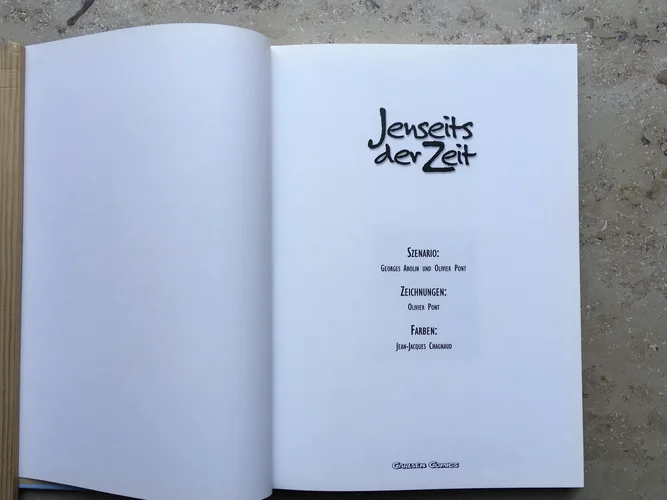 Jenseits
der Zeit
Szenario:
Georges Abolin und Olivier Pont
Zeichnungen:
Olivier Pont
Farben:
Jean-Jacques Chagnaud
Carlsen Comics